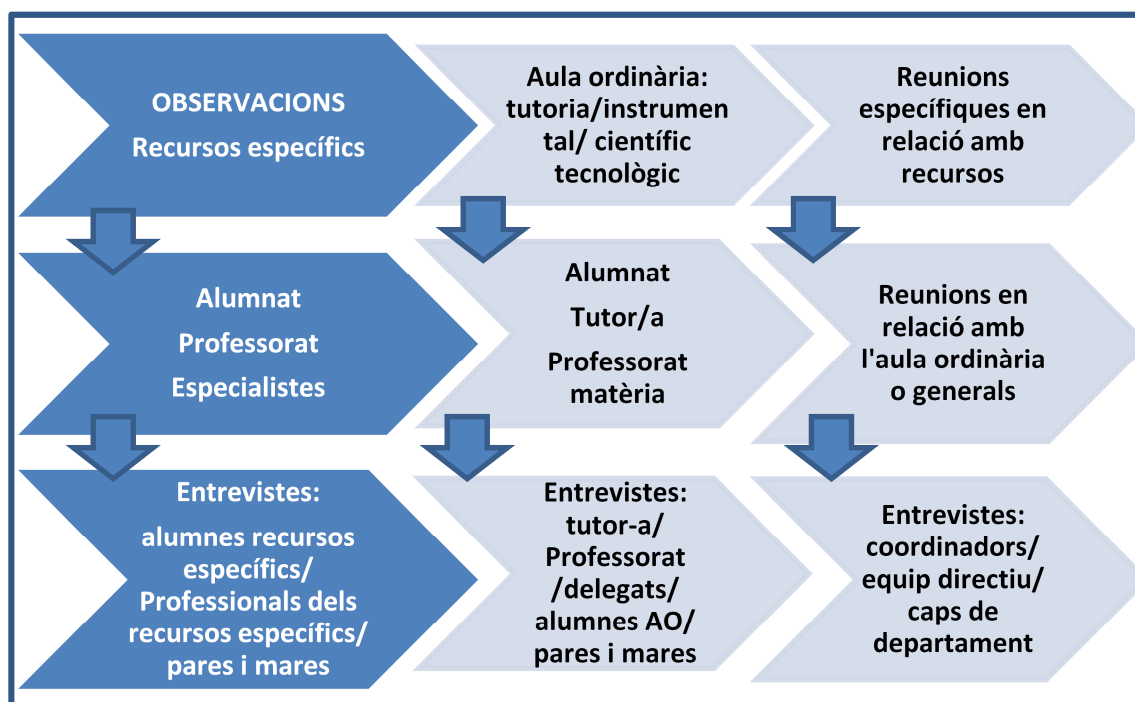 OBSERVACIONS
Recursos específics
Aula ordinària:
tutoria/instrumen
tal/ científic
tecnològic
Reunions
específiques en
relació amb
recursos
Alumnat
Professorat
Especialistes
Alumnat
Tutor/a
Professorat
matèria
Reunions en
relació amb
l'aula ordinària
o generals
Entrevistes:
alumnes recursos
específics/
Professionals dels
recursos específics/
pares i mares
Entrevistes:
tutor-a/
Professorat
/delegats/
alumnes AO/
pares i mares
Entrevistes:
coordinadors/
equip directiu/
caps de
departament